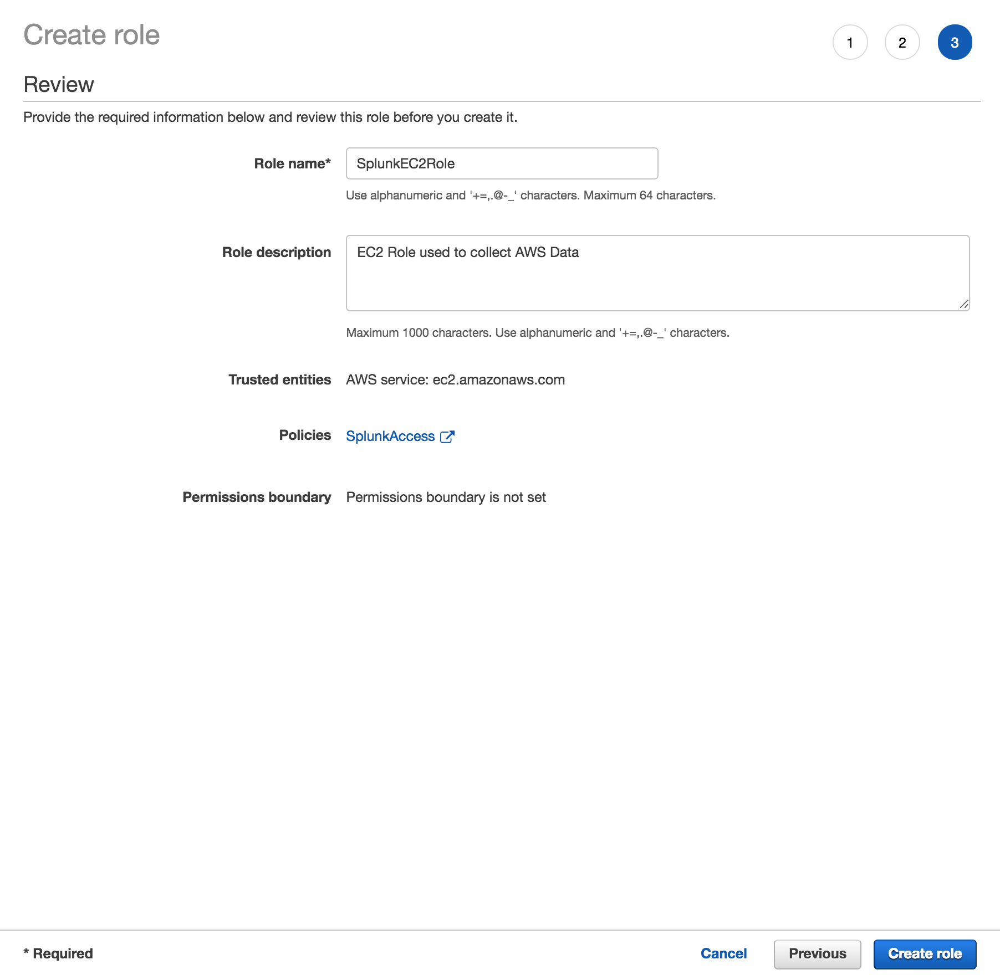 Create role
1 2 3
Review
Provide the required information below and review this role before you create it.
Role name* SplunkEC2Role
Use alphanumeric and '+=,.@-_' characters. Maximum 64 characters.
Role description EC2 Role used to collect AWS Data
Maximum 1000 characters. Use alphanumeric and '+=,.@-_' characters.
Trusted entities AWS service: ec2.amazonaws.com
Policies SplunkAccess
Permissions boundary Permissions boundary is not set
* Required Cancel Previous Create role